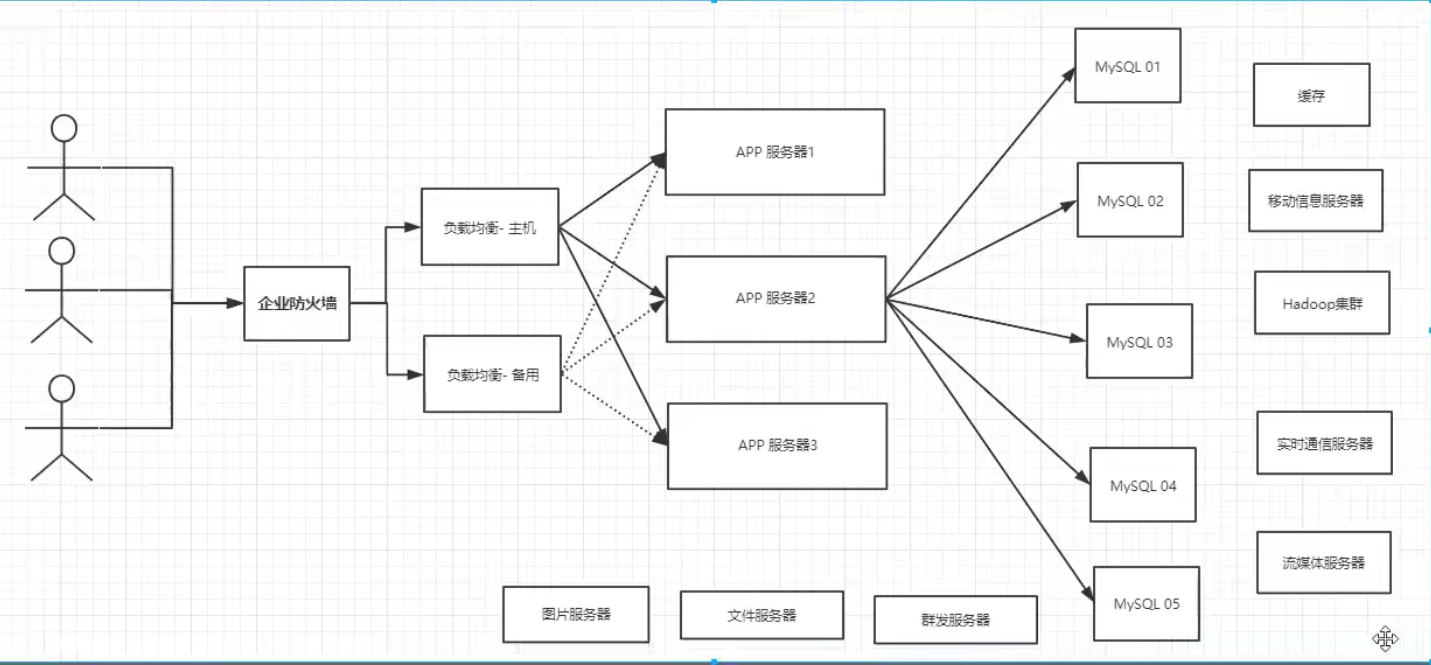 企业防火墙
负载均衡- 主机
负载均衡- 备用
APP 服务器1
APP 服务器2
APP 服务器3
MySQL 01
MySQL 02
MySQL 03
MySQL 04
MySQL 05
缓存
移动信息服务器
Hadoop集群
实时通信服务器
流媒体服务器
图片服务器
文件服务器
群发服务器